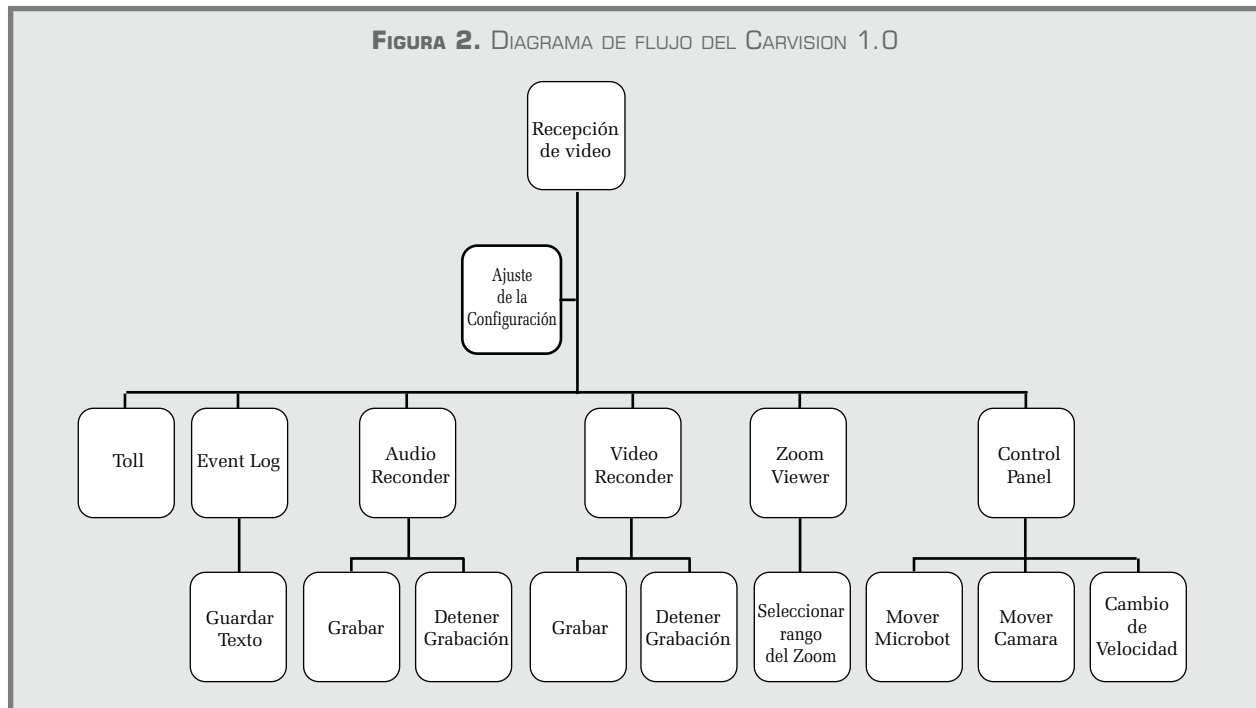 FIGURA 2. DIAGRAMA DE FLUJO DEL CARVISION 1.0
Recepción
de video
Ajuste
de la
Configuración
Toll
Event Log
Audio
Reconder
Video
Reconder
Zoom
Viewer
Control
Panel
Guardar
Texto
Grabar
Detener
Grabación
Grabar
Detener
Grabación
Seleccionar
rango
del Zoom
Mover
Microbot
Mover
Camara
Cambio
de
Velocidad